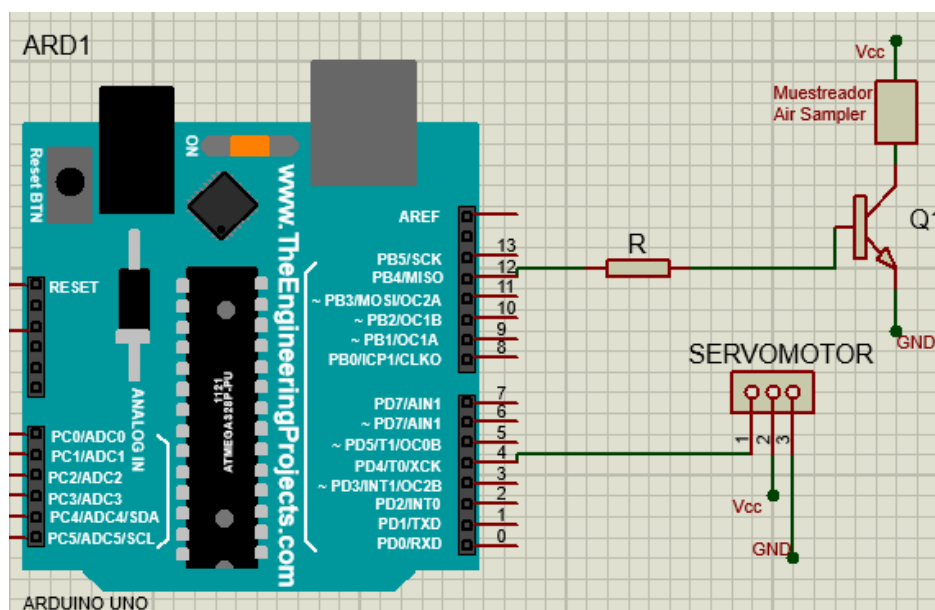 ARD1
Reset BTN
ON
www.TheEngineeringProjects.com
RESET
ANALOG IN
PC0/ADC0
PC1/ADC1
PC2/ADC2
PC3/ADC3
PC4/ADC4/SDA
PC5/ADC5/SCL
1121
ATMEGA328P-PU
AREF
PB5/SCK 13
PB4/MISO 12
~ PB3/MOSI/OC2A 11
~ PB2/OC1B 10
~ PB1/OC1A 9
PB0/ICP1/CLKO 8
PD7/AIN1 7
~ PD7/AIN1 6
~ PD5/T1/OC0B 5
PD4/T0/XCK 4
~ PD3/INT1/OC2B 3
PD2/INT0 2
PD1/TXD 1
PD0/RXD 0
ARDUINO UNO
R
Vcc
Muestreador
Air Sampler
Q1
GND
SERVOMOTOR
1
2
3
Vcc
GND